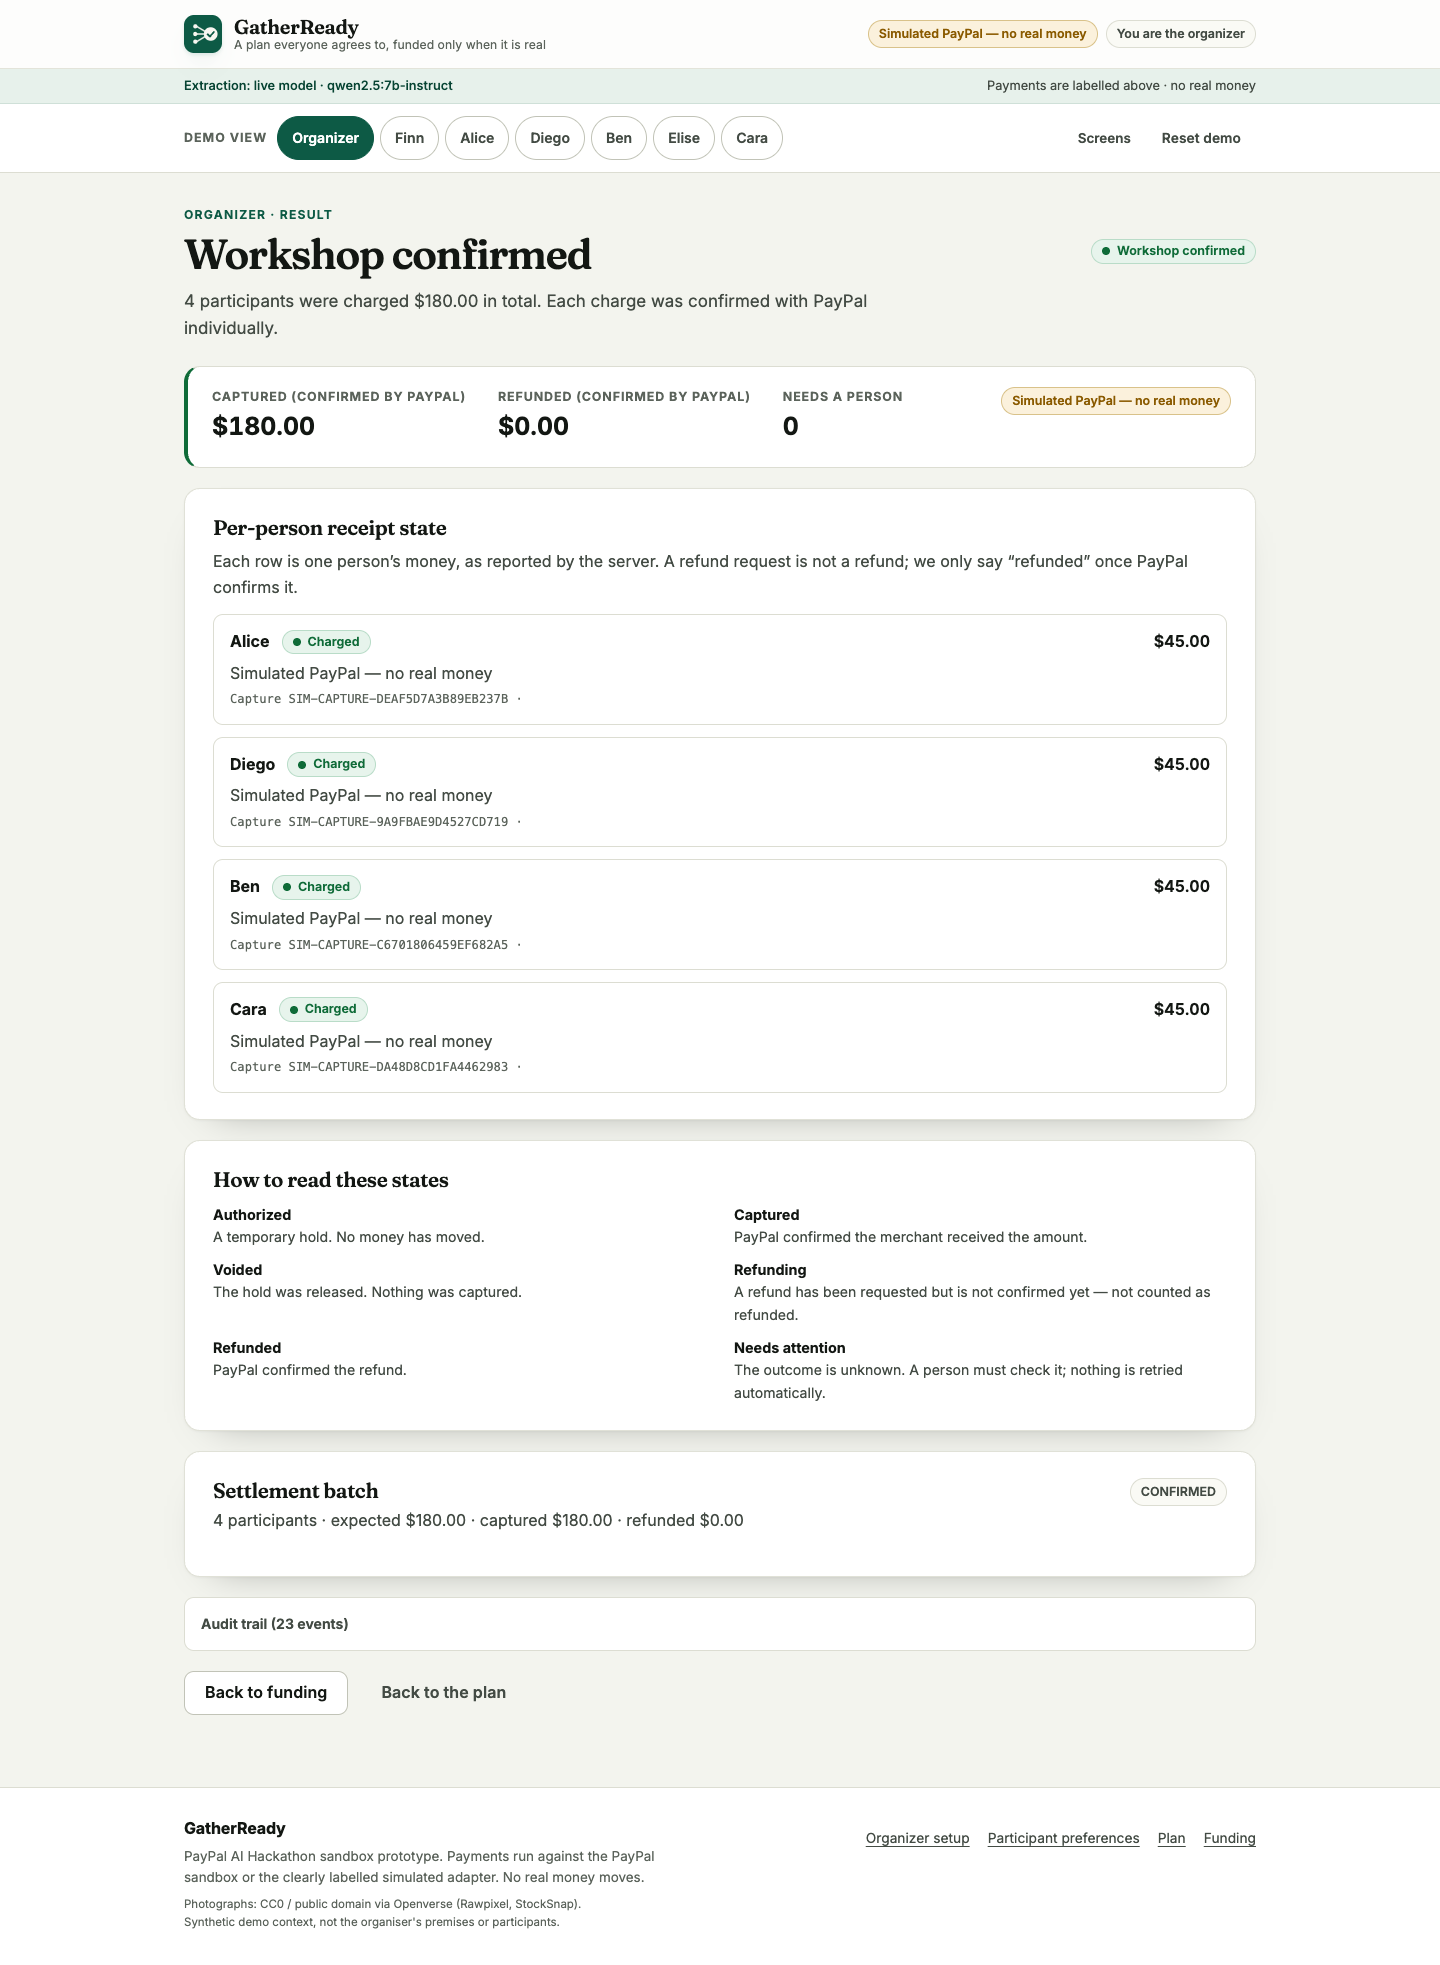 GatherReady
A plan everyone agrees to, funded only when it is real
Simulated PayPal — no real money
You are the organizer
Extraction: live model · qwen2.5:7b-instruct
Payments are labelled above · no real money
DEMO VIEW
Organizer
Finn
Alice
Diego
Ben
Elise
Cara
Screens
Reset demo
ORGANIZER · RESULT
Workshop confirmed
Workshop confirmed
4 participants were charged $180.00 in total. Each charge was confirmed with PayPal
individually.
CAPTURED (CONFIRMED BY PAYPAL)
$180.00
REFUNDED (CONFIRMED BY PAYPAL)
$0.00
NEEDS A PERSON
0
Simulated PayPal — no real money
Per-person receipt state
Each row is one person’s money, as reported by the server. A refund request is not a refund; we only say “refunded” once PayPal
confirms it.
Alice
Charged
$45.00
Simulated PayPal — no real money
Capture SIM-CAPTURE-DEAF5D7A3B89EB237B ·
Diego
Charged
$45.00
Simulated PayPal — no real money
Capture SIM-CAPTURE-9A9FBAE9D4527CD719 ·
Ben
Charged
$45.00
Simulated PayPal — no real money
Capture SIM-CAPTURE-C6701806459EF682A5 ·
Cara
Charged
$45.00
Simulated PayPal — no real money
Capture SIM-CAPTURE-DA48D8CD1FA4462983 ·
How to read these states
Authorized
A temporary hold. No money has moved.
Captured
PayPal confirmed the merchant received the amount.
Voided
The hold was released. Nothing was captured.
Refunding
A refund has been requested but is not confirmed yet — not counted as
refunded.
Refunded
PayPal confirmed the refund.
Needs attention
The outcome is unknown. A person must check it; nothing is retried
automatically.
Settlement batch
CONFIRMED
4 participants · expected $180.00 · captured $180.00 · refunded $0.00
Audit trail (23 events)
Back to funding
Back to the plan
GatherReady
PayPal AI Hackathon sandbox prototype. Payments run against the PayPal
sandbox or the clearly labelled simulated adapter. No real money moves.
Photographs: CC0 / public domain via Openverse (Rawpixel, StockSnap).
Synthetic demo context, not the organiser's premises or participants.
Organizer setup
Participant preferences
Plan
Funding